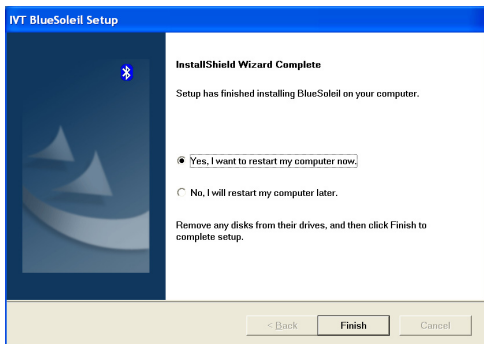 IVT BlueSoleil Setup
InstallShield Wizard Complete
Setup has finished installing BlueSoleil on your computer.
Yes, I want to restart my computer now.
No, I will restart my computer later.
Remove any disks from their drives, and then click Finish to
complete setup.
< Back
Finish
Cancel